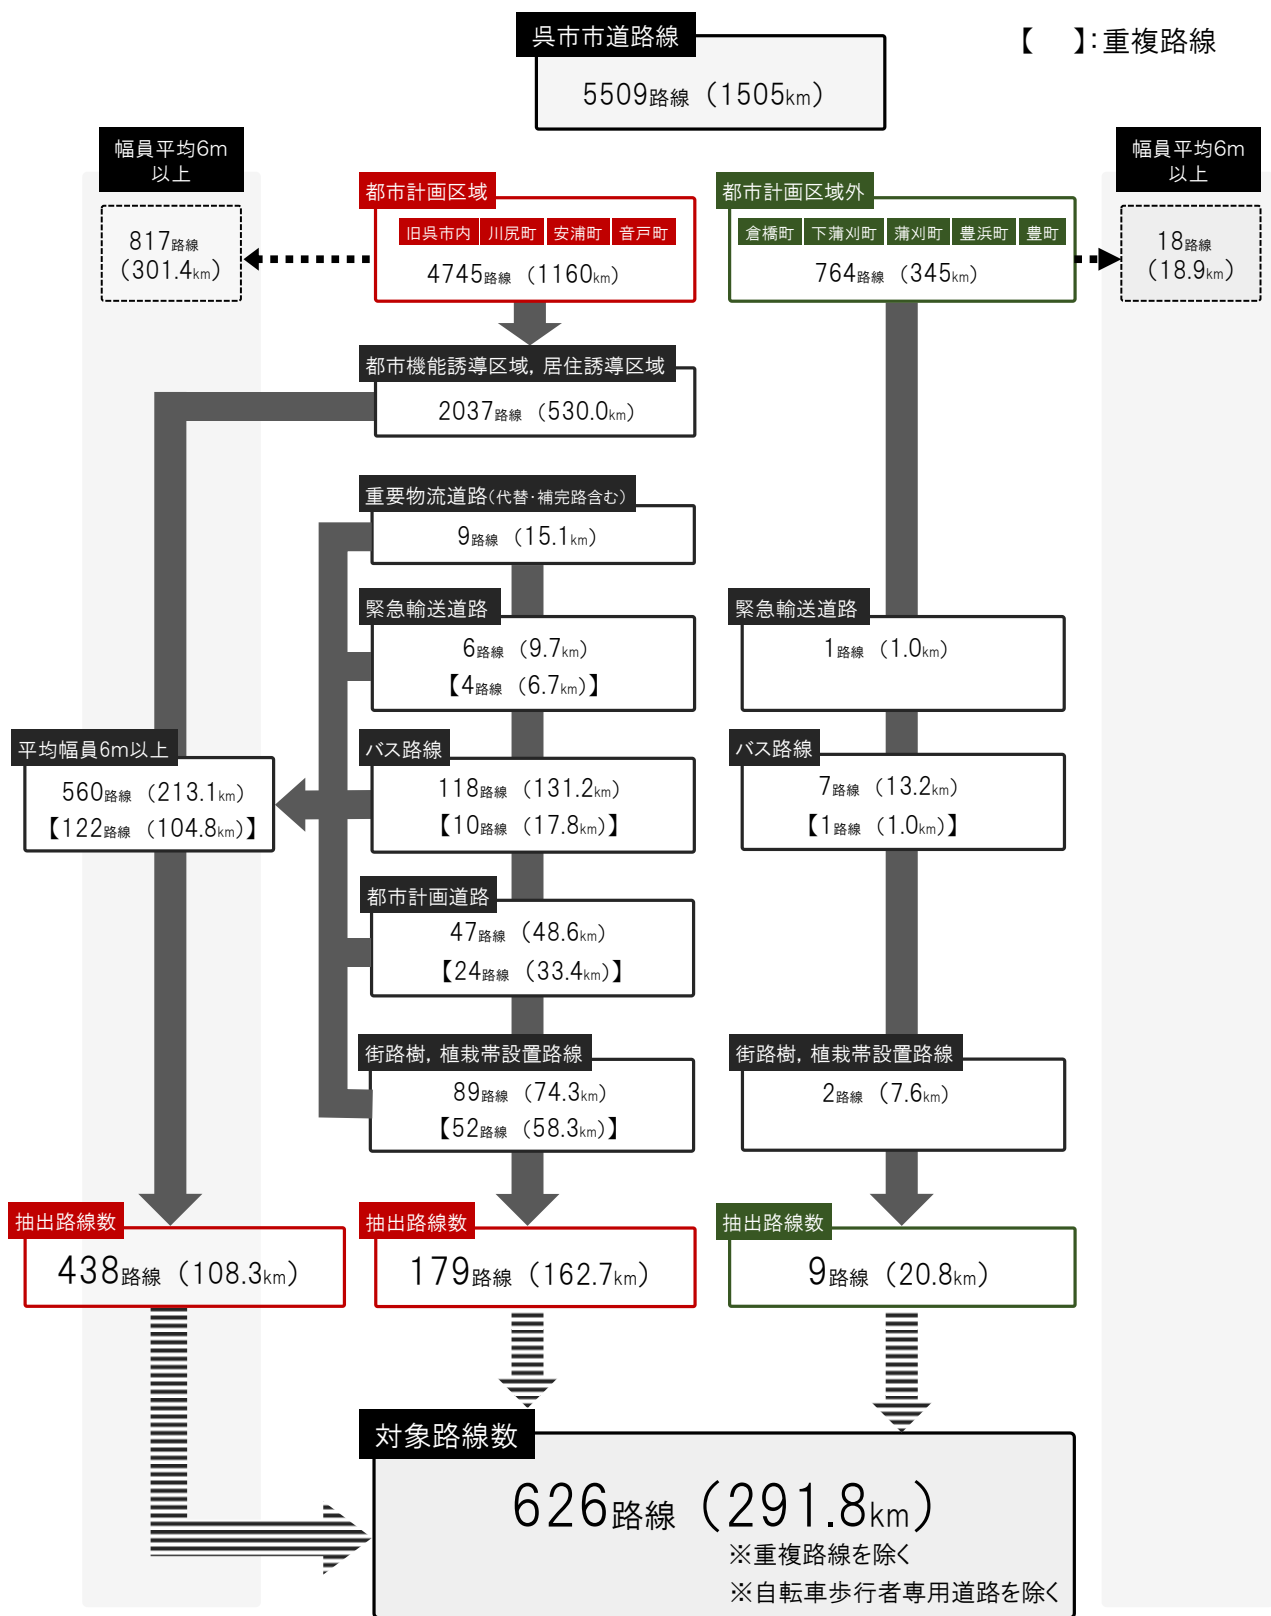 呉市市道路線
5509路線（1505km）
【　】：重複路線
幅員平均6m
以上
817路線
（301.4km）
都市計画区域
旧呉市内 川尻町 安浦町 音戸町
4745路線（1160km）
都市計画区域外
倉橋町 下蒲刈町 蒲刈町 豊浜町 豊町
764路線（345km）
幅員平均6m
以上
18路線
（18.9km）
都市機能誘導区域，居住誘導区域
2037路線（530.0km）
重要物流道路（代替・補完路含む）
9路線（15.1km）
緊急輸送道路
6路線（9.7km）
【4路線（6.7km）】
緊急輸送道路
1路線（1.0km）
平均幅員6m以上
560路線（213.1km）
【122路線（104.8km）】
バス路線
118路線（131.2km）
【10路線（17.8km）】
バス路線
7路線（13.2km）
【1路線（1.0km）】
都市計画道路
47路線（48.6km）
【24路線（33.4km）】
街路樹，植栽帯設置路線
89路線（74.3km）
【52路線（58.3km）】
街路樹，植栽帯設置路線
2路線（7.6km）
抽出路線数
438路線（108.3km）
抽出路線数
179路線（162.7km）
抽出路線数
9路線（20.8km）
対象路線数
626路線（291.8km）
※重複路線を除く
※自転車歩行者専用道路を除く